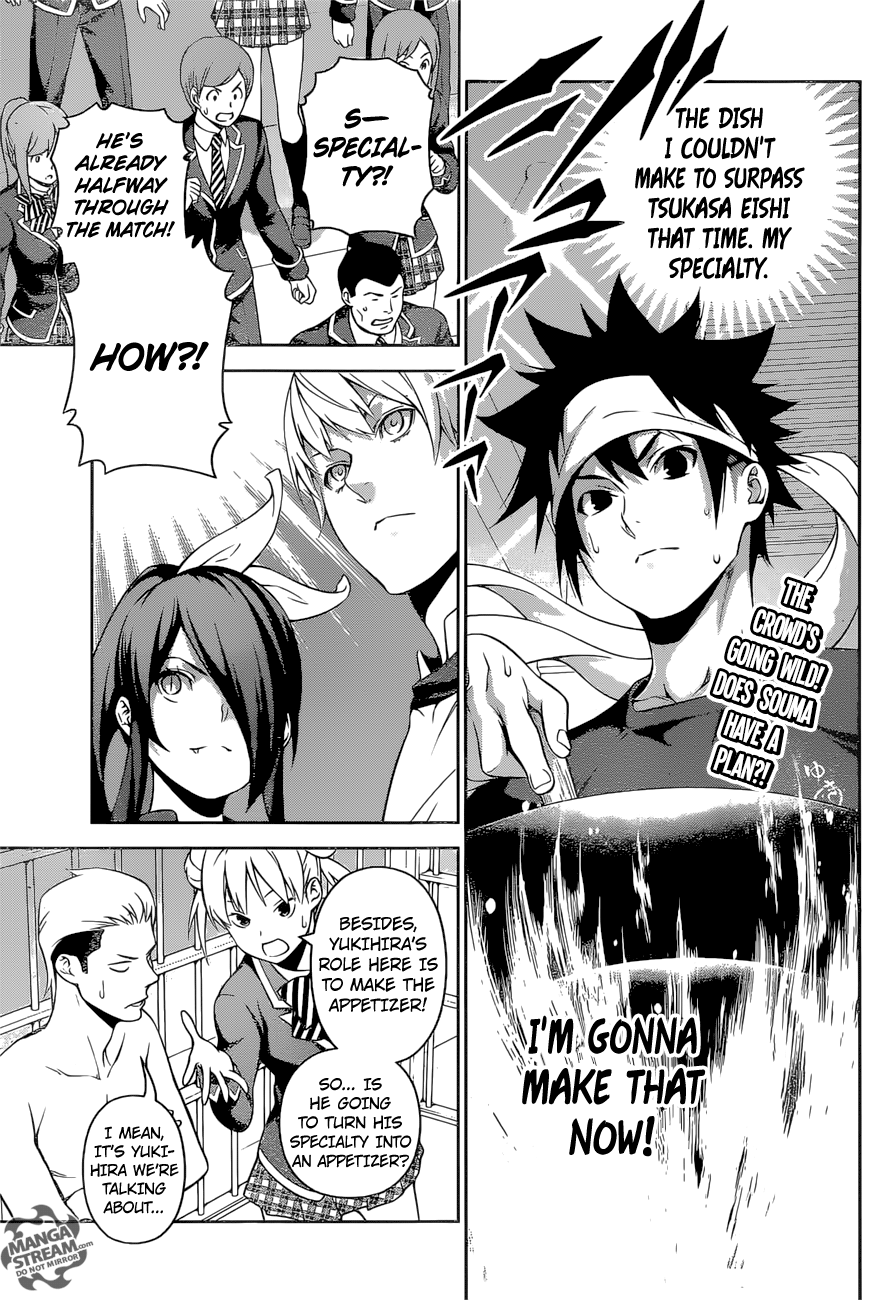 THE DISH
I COULDN'T
MAKE TO SURPASS
TSUKASA EISHI
THAT TIME. MY
SPECIALTY.
THE
CROWD'S
GOING WILD!
DOES SOUMA
HAVE A
PLAN?!
I'M GONNA
MAKE THAT
NOW!
S—
SPECIAL-
TY?!
HE'S
ALREADY
HALFWAY
THROUGH
THE MATCH!
HOW?!
BESIDES,
YUKIHIRA'S
ROLE HERE IS
TO MAKE THE
APPETIZER!
SO... IS
HE GOING
TO TURN HIS
SPECIALTY INTO
AN APPETIZER?
I MEAN,
IT'S YUKI-
HIRA WE'RE
TALKING
ABOUT...
MANGA
STREAM.com
DO NOT MIRROR